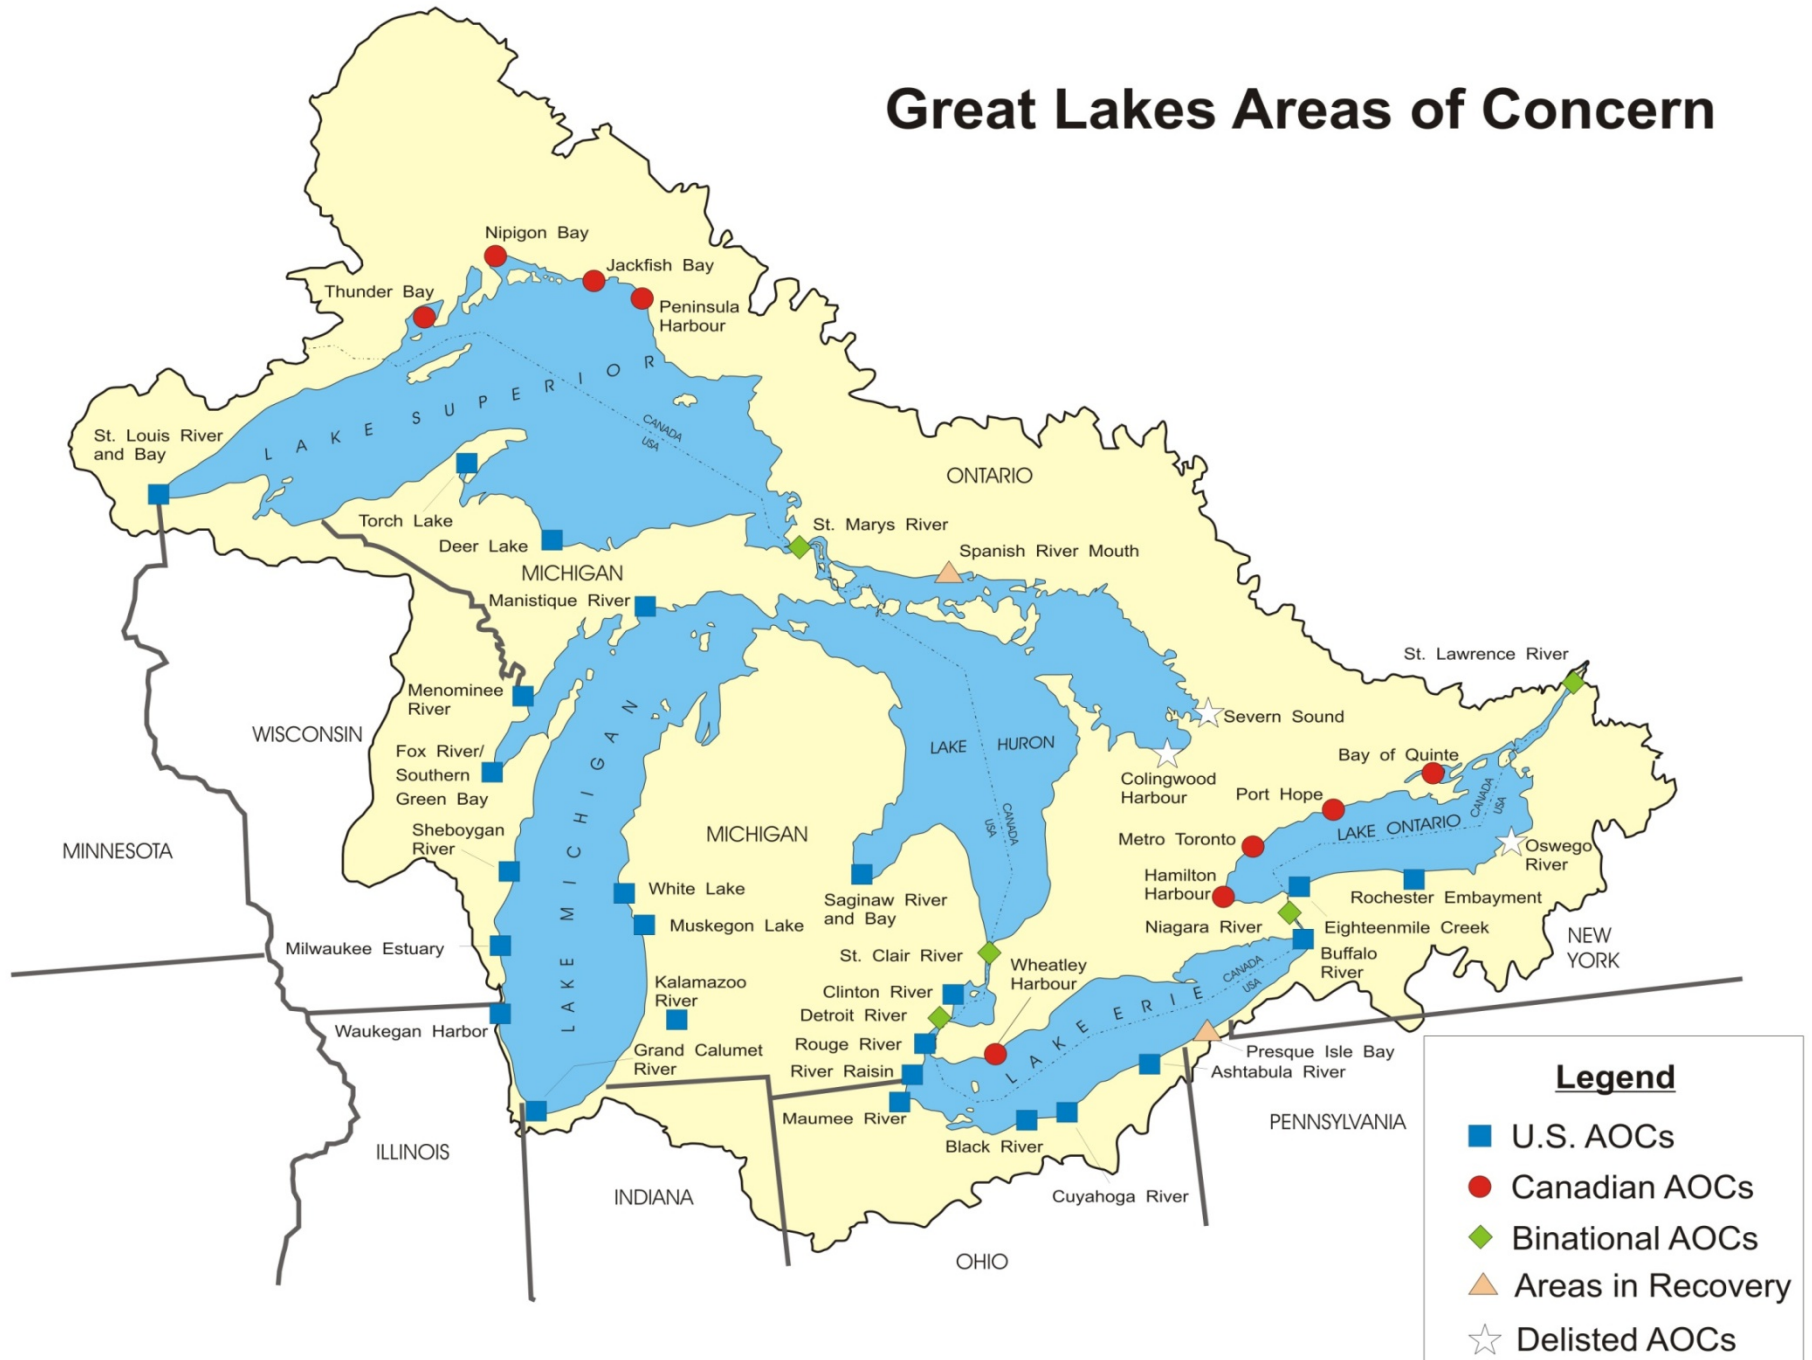 Great Lakes Areas of Concern
Nipigon Bay
Jackfish Bay
Thunder Bay
Peninsula
Harbour
LAKE SUPERIOR
CANADA
USA
St. Louis River
and Bay
ONTARIO
Torch Lake
Deer Lake
St. Marys River
Spanish River Mouth
MICHIGAN
Manistique River
St. Lawrence River
Menominee
River
WISCONSIN
Severn Sound
Fox River/
Southern
Green Bay
LAKE MICHIGAN
LAKE HURON
CANADA
USA
Colingwood
Harbour
Bay of Quinte
Port Hope
CANADA
USA
LAKE ONTARIO
Metro Toronto
Oswego
River
Sheboygan
River
MINNESOTA
MICHIGAN
Hamilton
Harbour
White Lake
Saginaw River
and Bay
Rochester Embayment
Muskegon Lake
Niagara River
Eighteenmile Creek
Milwaukee Estuary
St. Clair River
Buffalo
River
NEW
YORK
Wheatley
Harbour
CANADA
USA
Kalamazoo
River
Clinton River
Detroit River
LAKE ERIE
Waukegan Harbor
Rouge River
Grand Calumet
River
River Raisin
Presque Isle Bay
Ashtabula River
Maumee River
Black River
PENNSYLVANIA
ILLINOIS
INDIANA
Cuyahoga River
OHIO
Legend
U.S. AOCs
Canadian AOCs
Binational AOCs
Areas in Recovery
Delisted AOCs